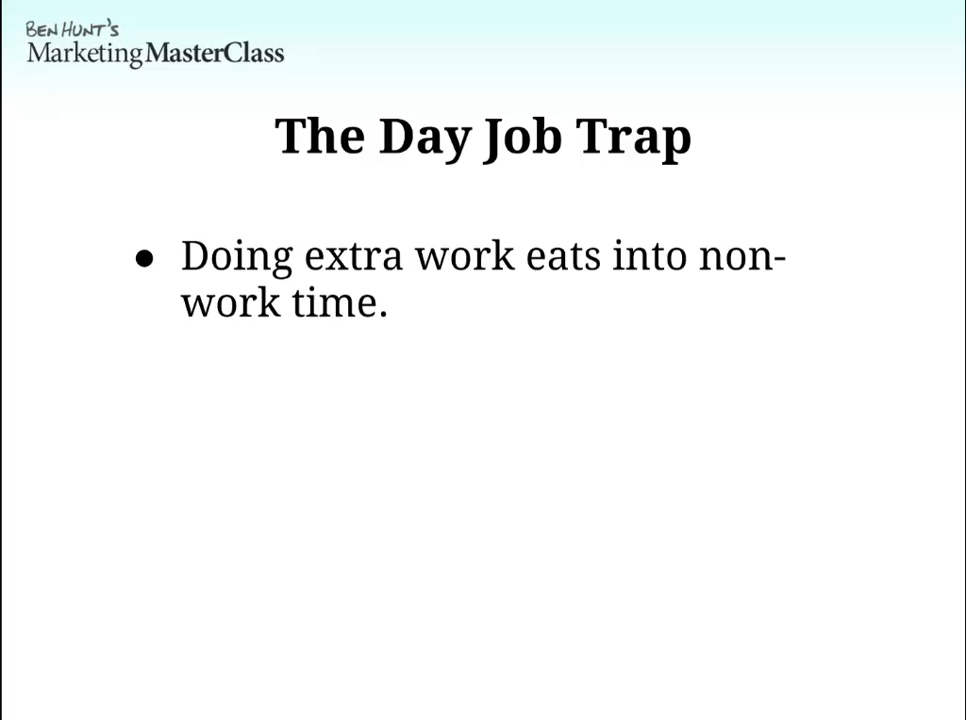 BEN HUNT'S
MarketingMasterClass
The Day Job Trap
● Doing extra work eats into non-
work time.